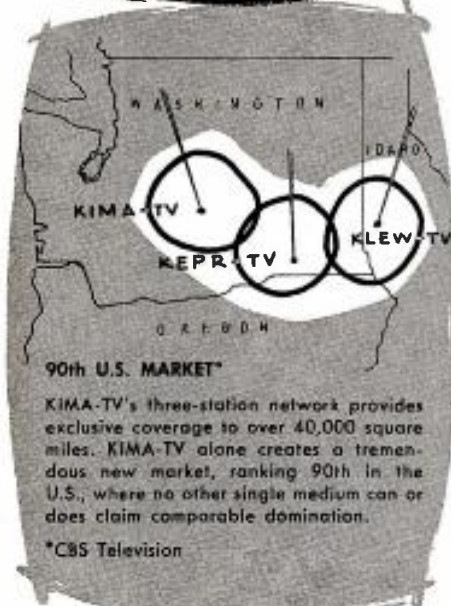 WASHINGTON
IDAHO
KIMA-TV
KLEW-TV
KEPR-TV
OREGON
90th U.S. MARKET*
KIMA-TV's three-station network provides
exclusive coverage to over 40,000 square
miles. KIMA-TV alone creates a tremen-
dous new market, ranking 90th in the
U.S., where no other single medium can or
does claim comparable domination.
*CBS Television